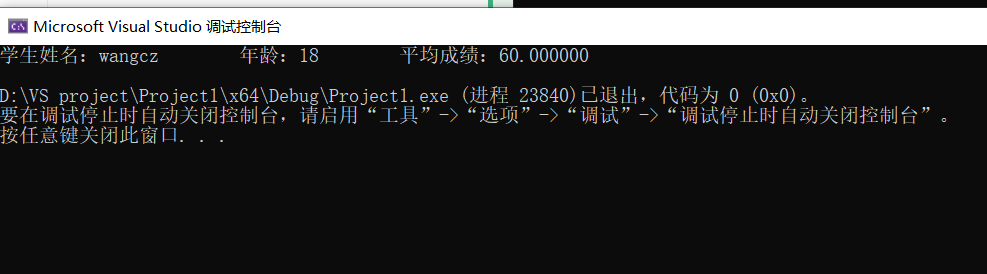 C:\
Microsoft Visual Studio 调试控制台
学生姓名：wangcz 年龄：18 平均成绩：60.000000
D:\VS project\Project1\x64\Debug\Project1.exe (进程 23840)已退出，代码为 0 (0x0)。
要在调试停止时自动关闭控制台，请启用“工具”->“选项”->“调试”->“调试停止时自动关闭控制台”。
按任意键关闭此窗口. . .